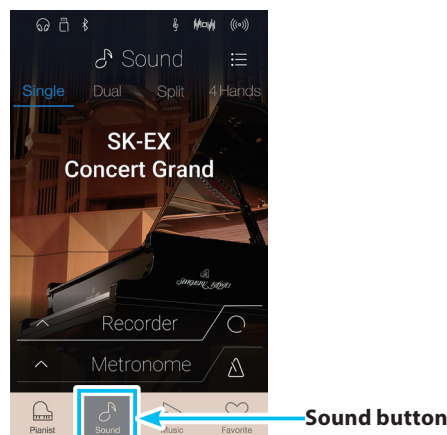 Sound
Single Dual Split 4 Hands
SK-EX
Concert Grand
Recorder
Metronome
Pianist Sound Music Favorite
Sound button